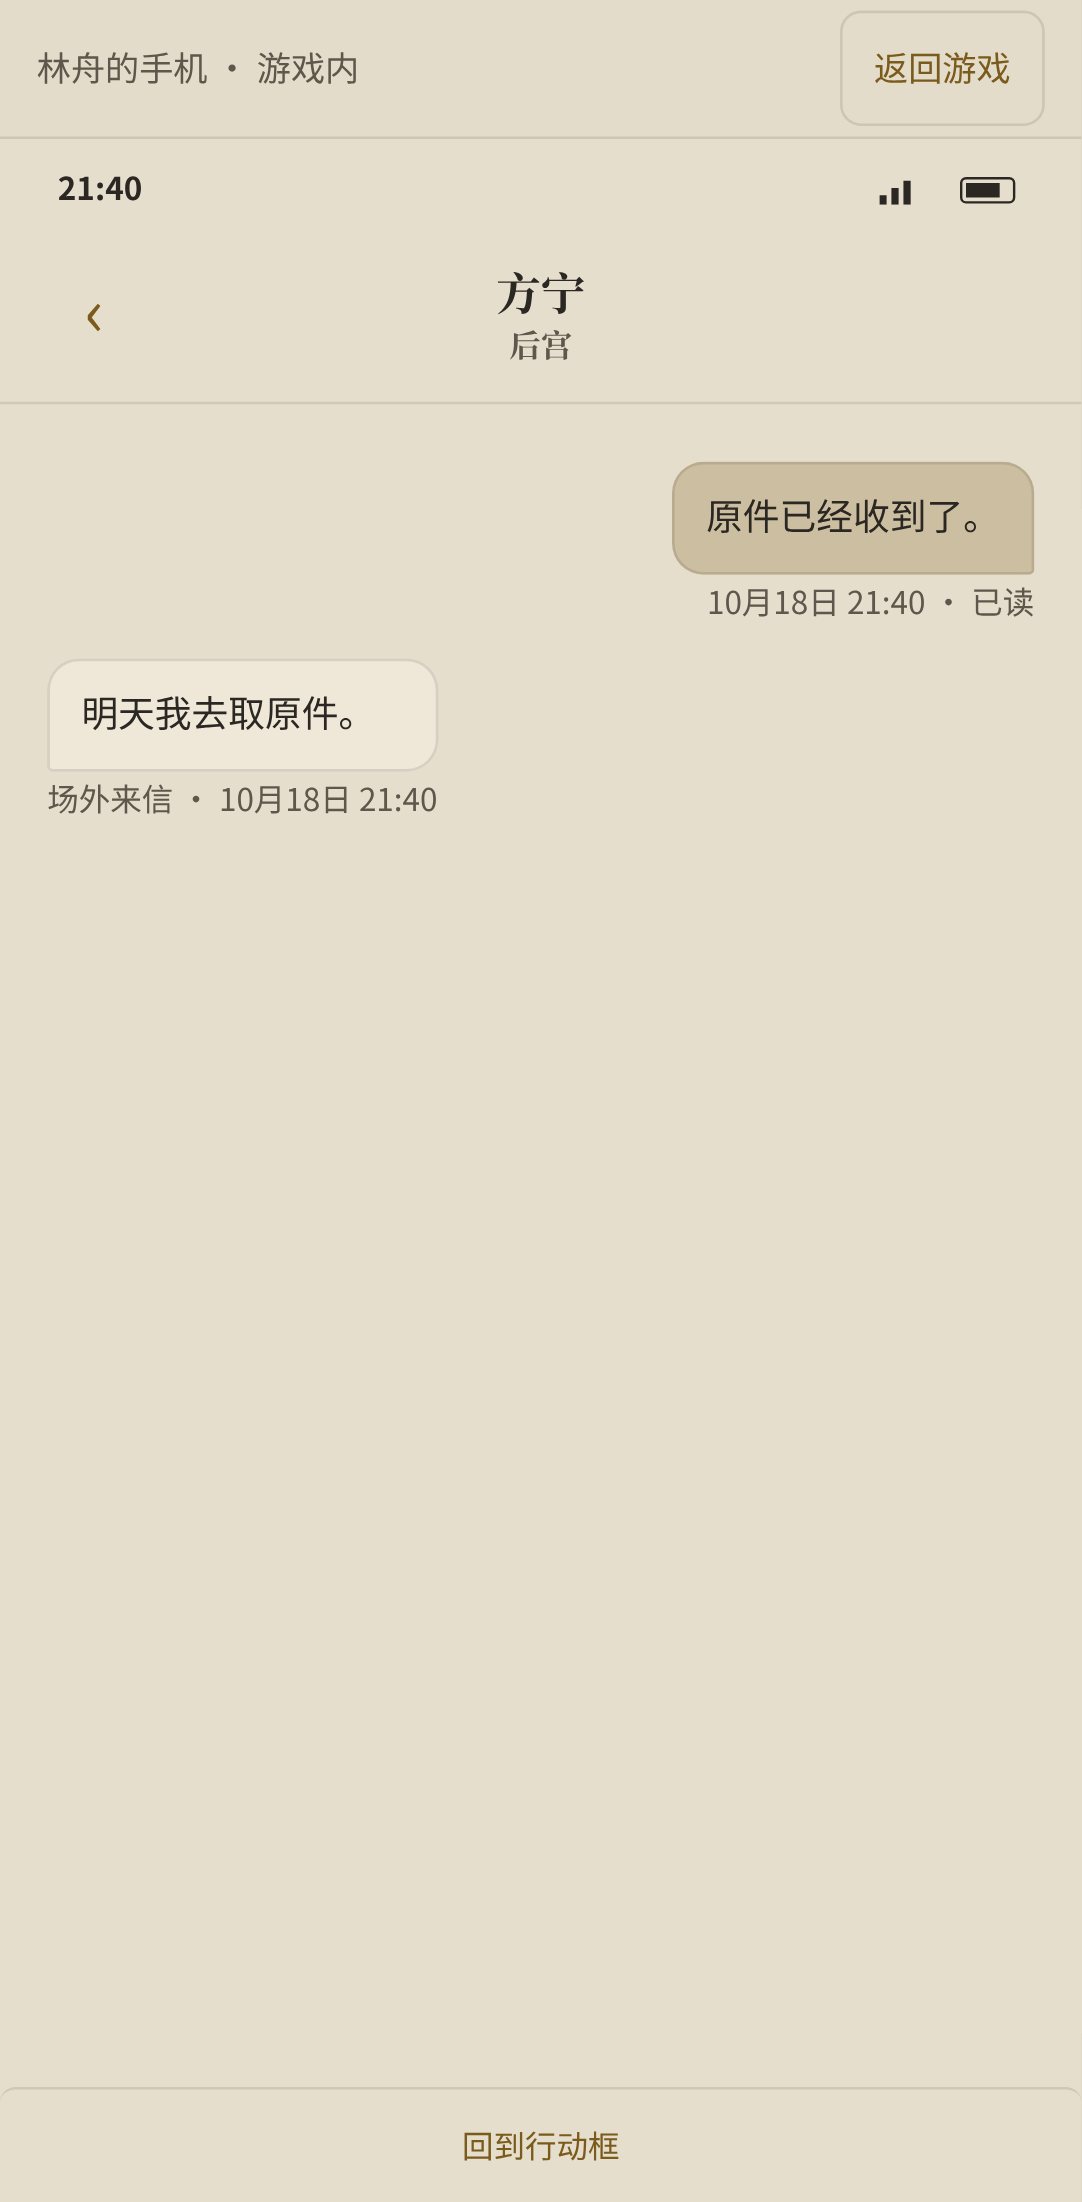 林舟的手机 · 游戏内
返回游戏
21:40
‹
方宁
后宫
原件已经收到了。
10月18日 21:40 · 已读
明天我去取原件。
场外来信 · 10月18日 21:40
回到行动框